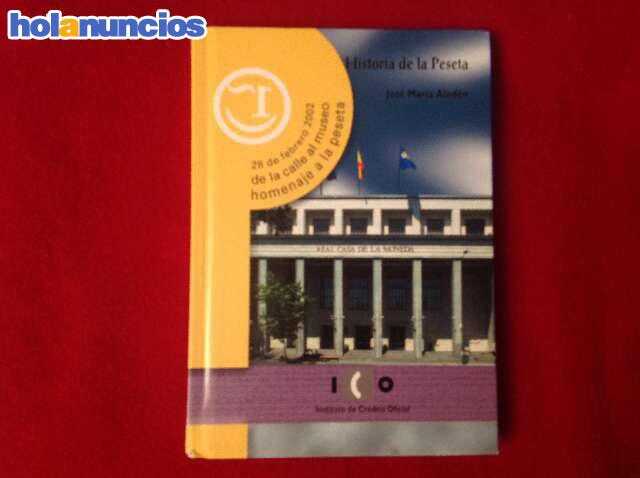 holanuncios
Historia de la Peseta
José María Aledón
28 de febrero 2002
de la calle al museo:
homenaje a la peseta
REAL CASA DE LA MONEDA
ICO
Instituto de Crédito Oficial